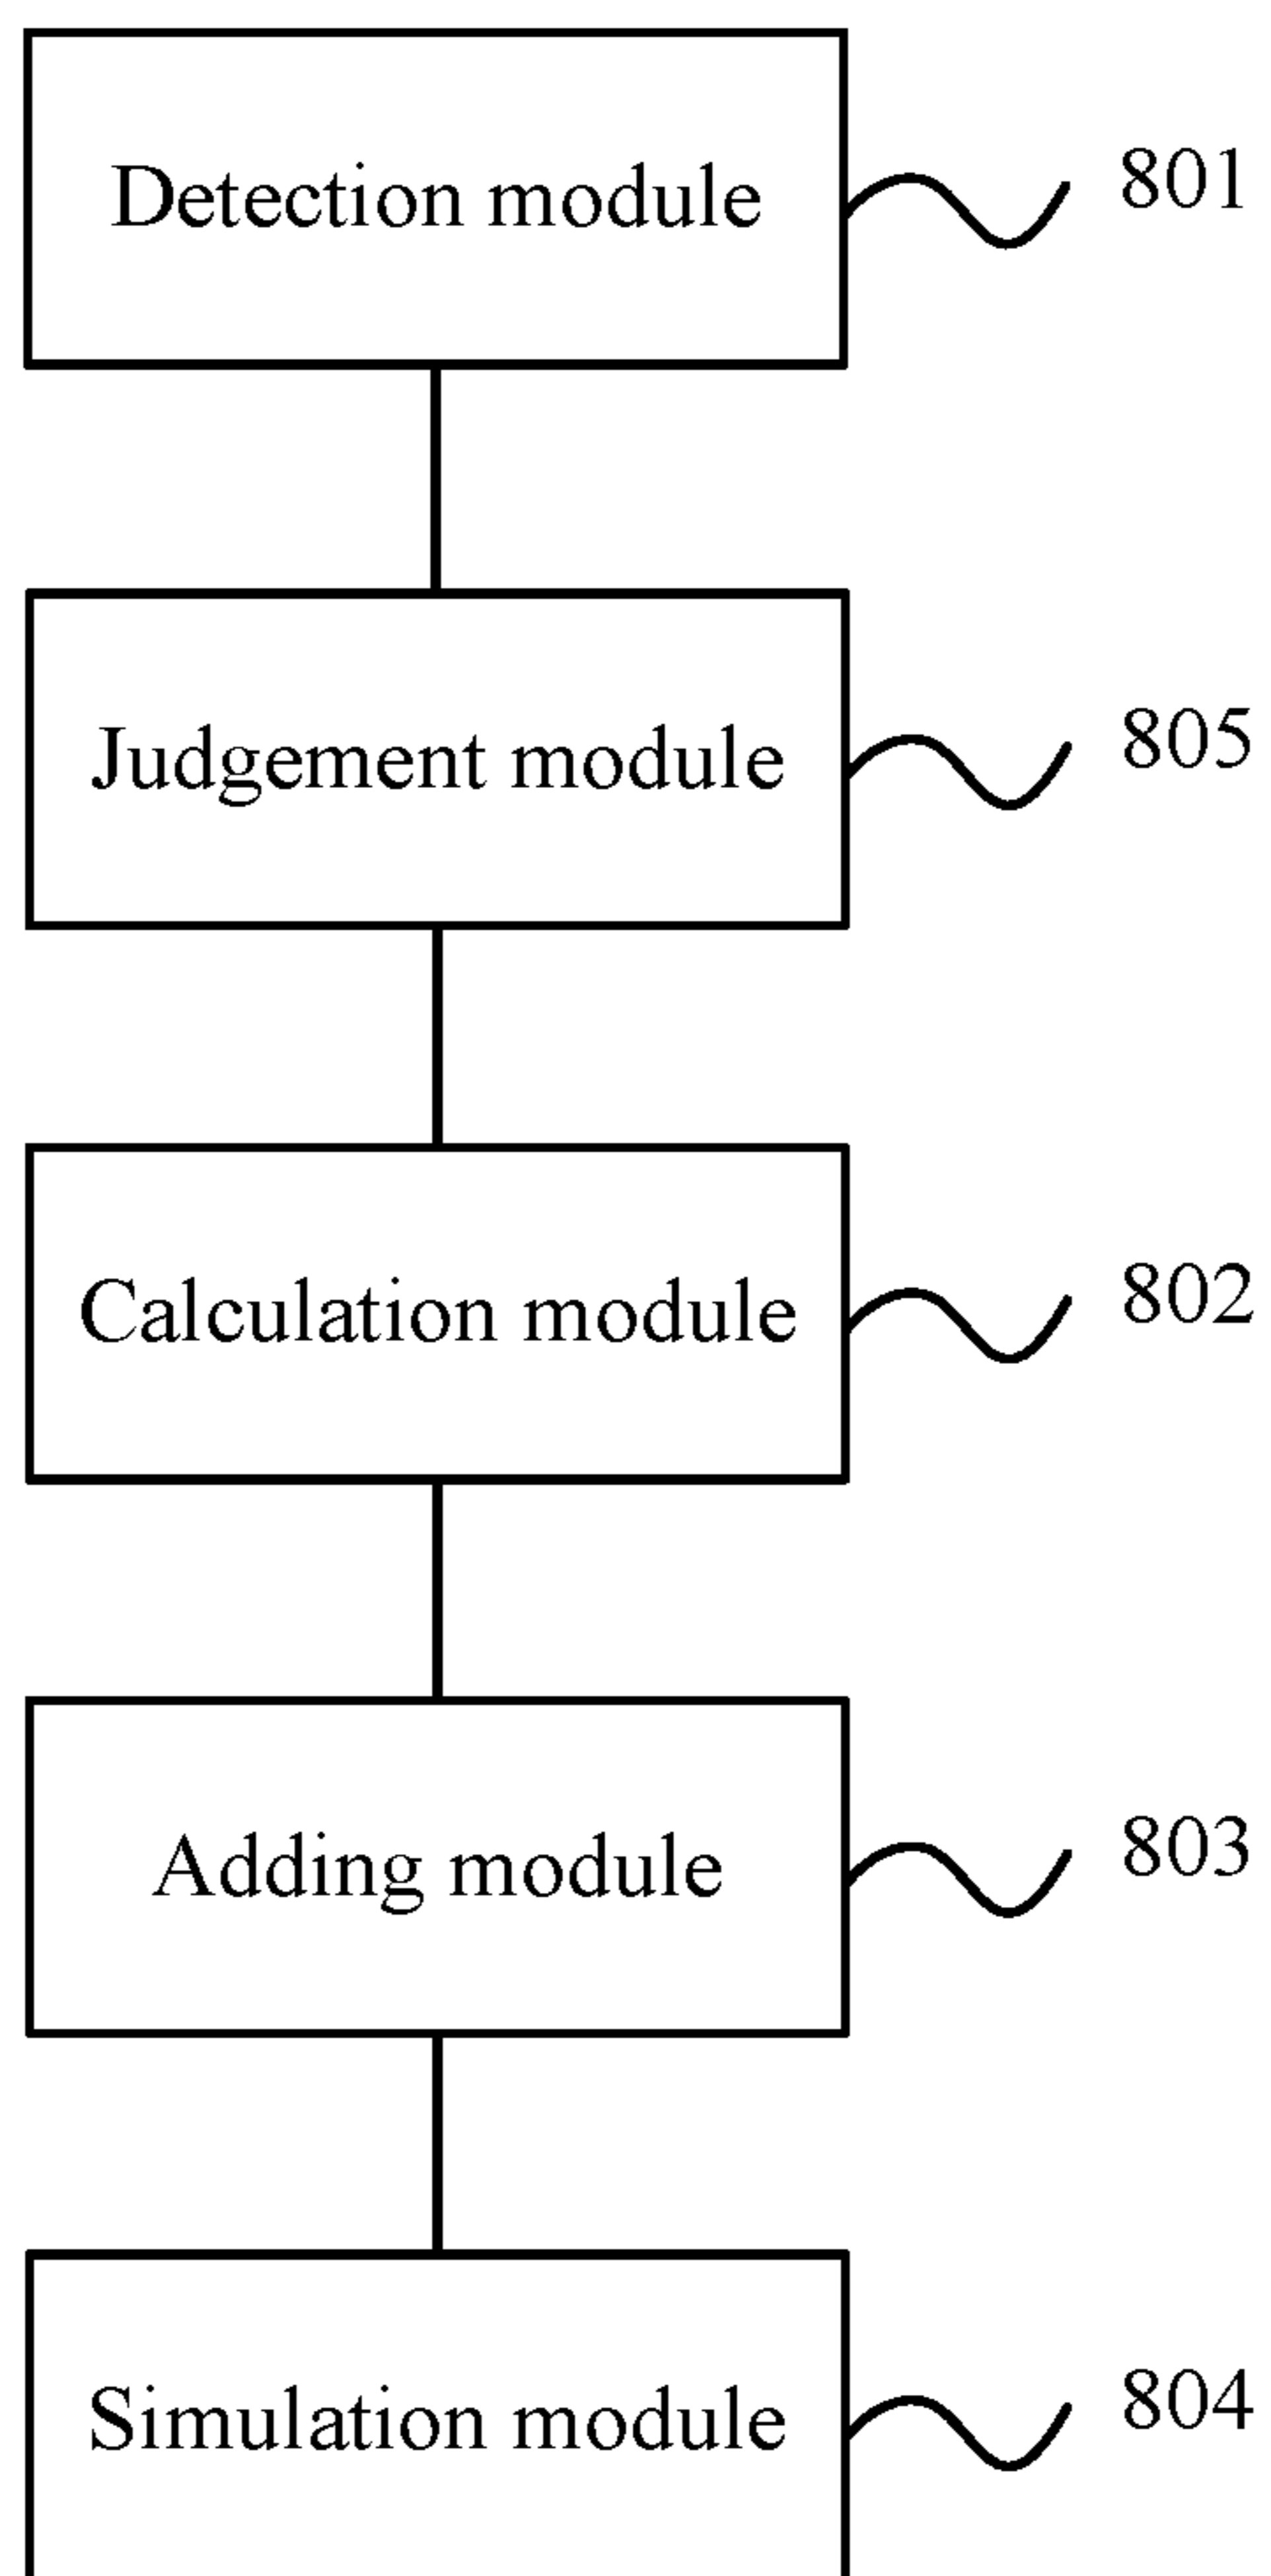 Detection module 801
Judgement module 805
Calculation module 802
Adding module 803
Simulation module 804